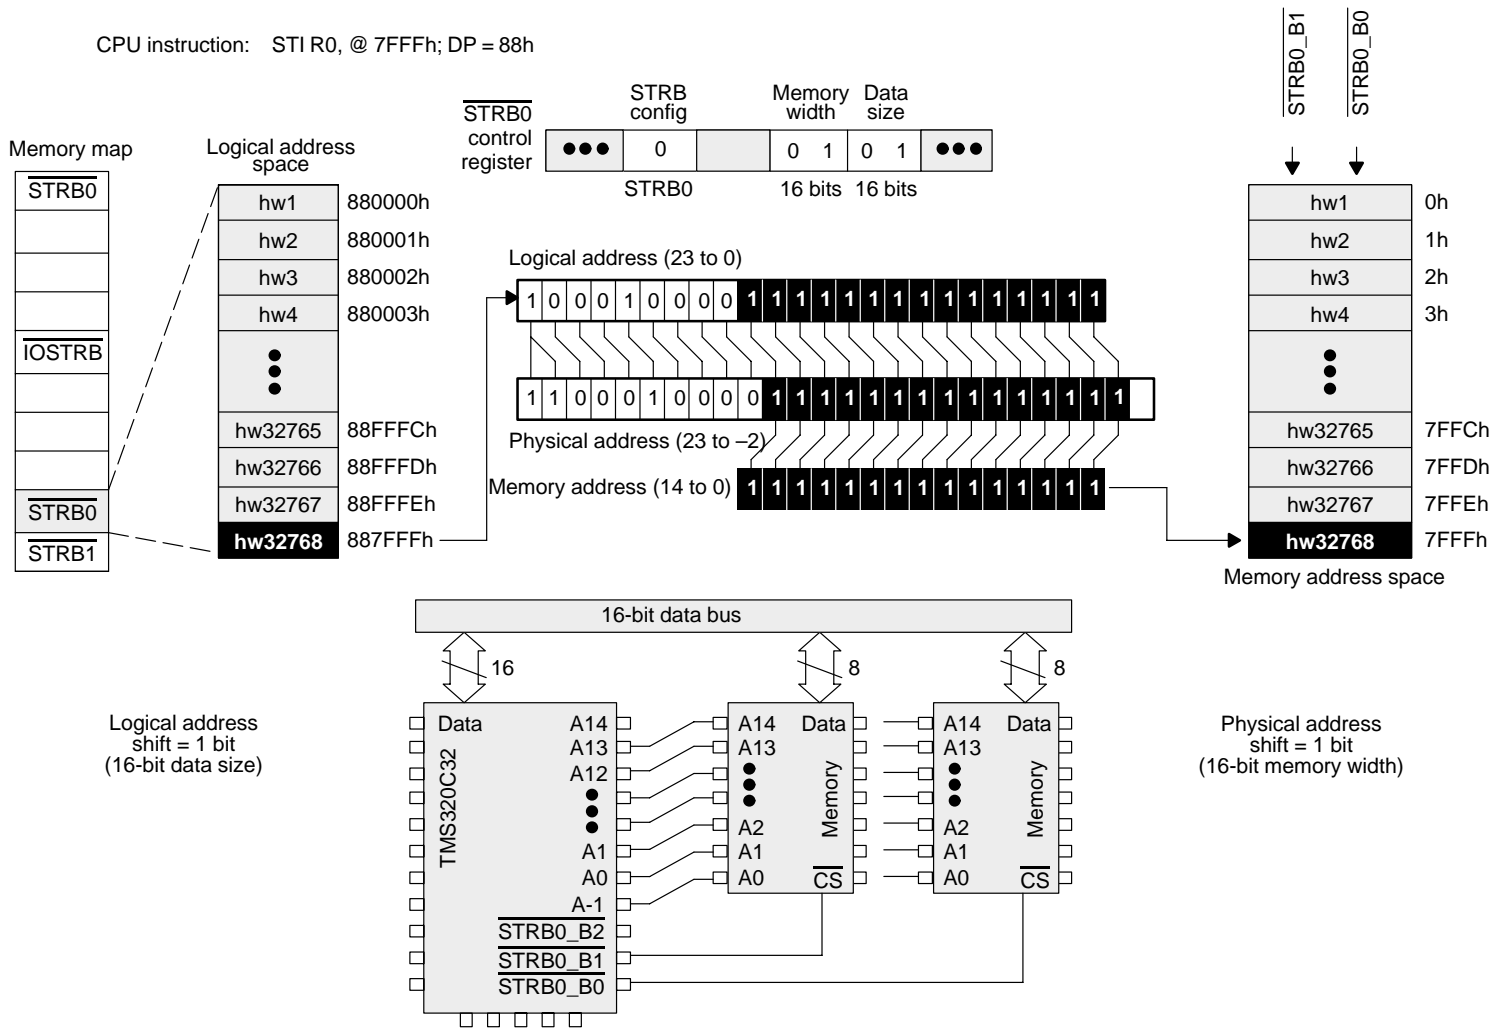 CPU instruction: STI R0, @ 7FFFh; DP = 88h
STRB0_B1
STRB0_B0
STRB0
control
register
STRB
config
Memory
width
Data
size
0
0 1
0 1
STRB0
16 bits
16 bits
Memory map
STRB0
IOSTRB
STRB0
STRB1
Logical address
space
hw1 880000h
hw2 880001h
hw3 880002h
hw4 880003h
hw32765 88FFFCh
hw32766 88FFFDh
hw32767 88FFFEh
hw32768 887FFFh
Logical address (23 to 0)
1 0 0 0 1 0 0 0 0 1 1 1 1 1 1 1 1 1 1 1 1 1 1 1
1 1 0 0 0 1 0 0 0 0 1 1 1 1 1 1 1 1 1 1 1 1 1 1 1
Physical address (23 to –2)
Memory address (14 to 0)
1 1 1 1 1 1 1 1 1 1 1 1 1 1 1
hw1 0h
hw2 1h
hw3 2h
hw4 3h
hw32765 7FFCh
hw32766 7FFDh
hw32767 7FFEh
hw32768 7FFFh
Memory address space
16-bit data bus
16
8
8
Logical address
shift = 1 bit
(16-bit data size)
TMS320C32
Data
A14
A13
A12
A1
A0
A-1
STRB0_B2
STRB0_B1
STRB0_B0
A14 Data
A13
Memory
A2
A1
A0 CS
A14 Data
A13
Memory
A2
A1
A0 CS
Physical address
shift = 1 bit
(16-bit memory width)